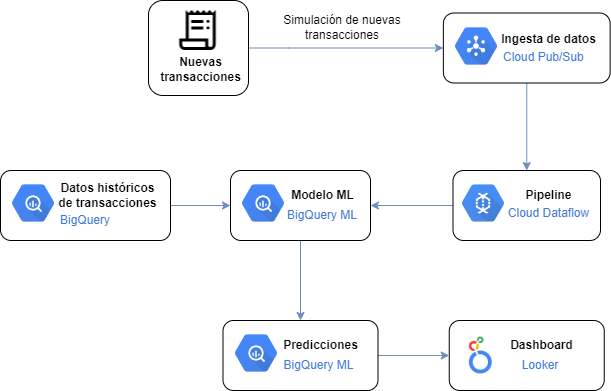 Nuevas
transacciones
Simulación de nuevas
transacciones
Ingesta de datos
Cloud Pub/Sub
Datos históricos
de transacciones
BigQuery
Modelo ML
BigQuery ML
Pipeline
Cloud Dataflow
Predicciones
BigQuery ML
Dashboard
Looker